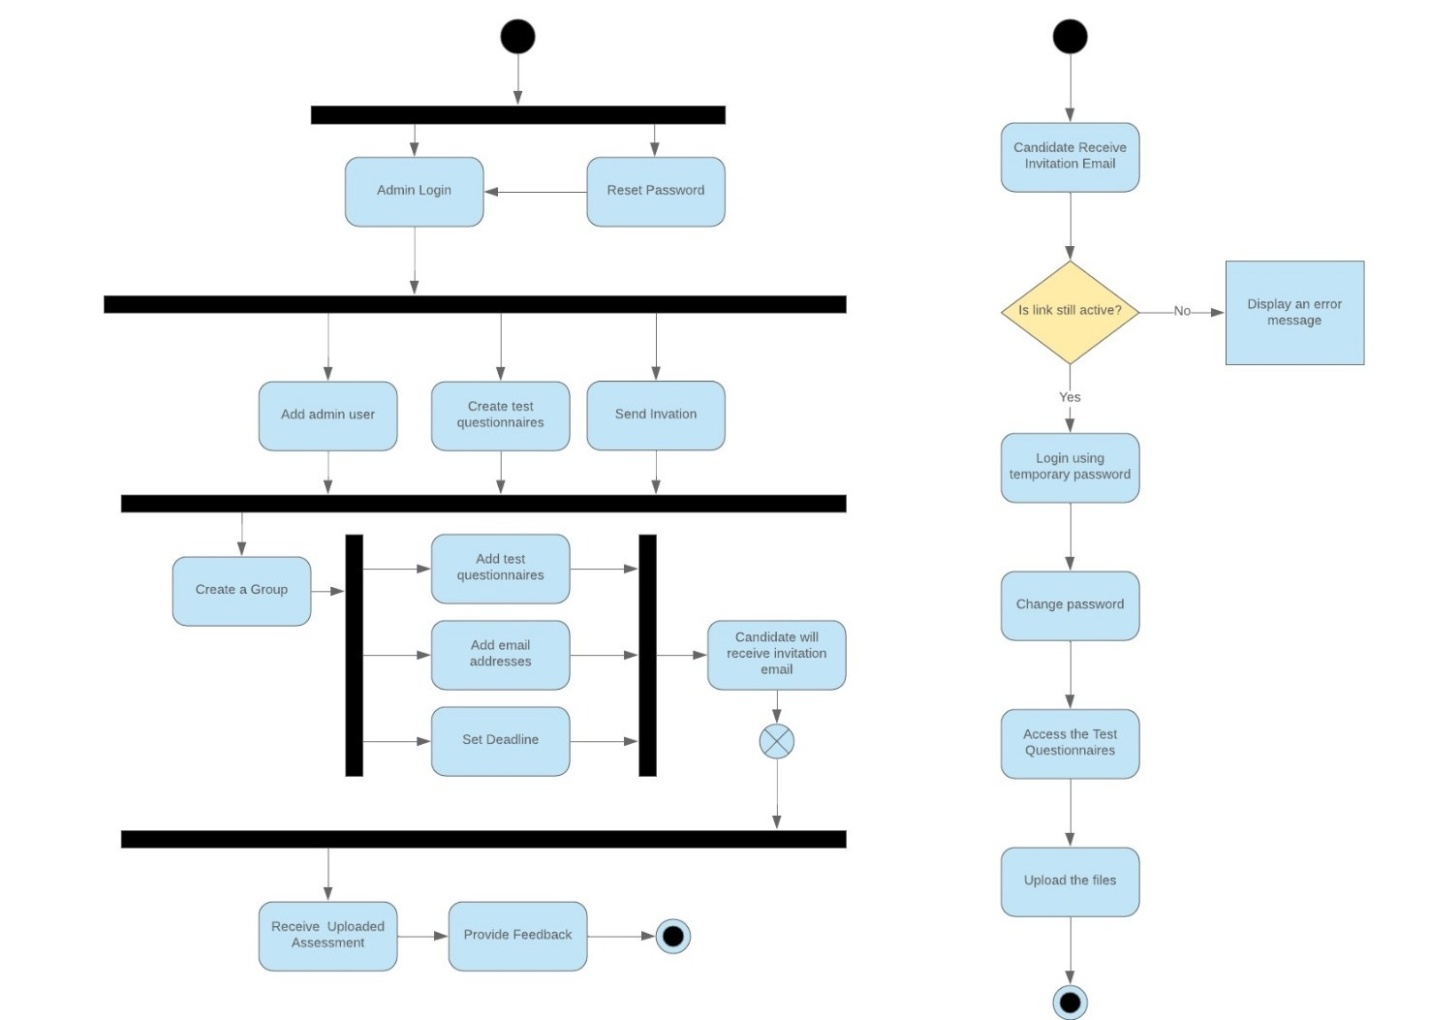 Admin Login
Reset Password
Add admin user
Create test
questionnaires
Send Invation
Create a Group
Add test
questionnaires
Add email
addresses
Set Deadline
Candidate will
receive invitation
email
Receive Uploaded
Assessment
Provide Feedback
Candidate Receive
Invitation Email
Is link still active?
No
Display an error
message
Yes
Login using
temporary password
Change password
Access the Test
Questionnaires
Upload the files